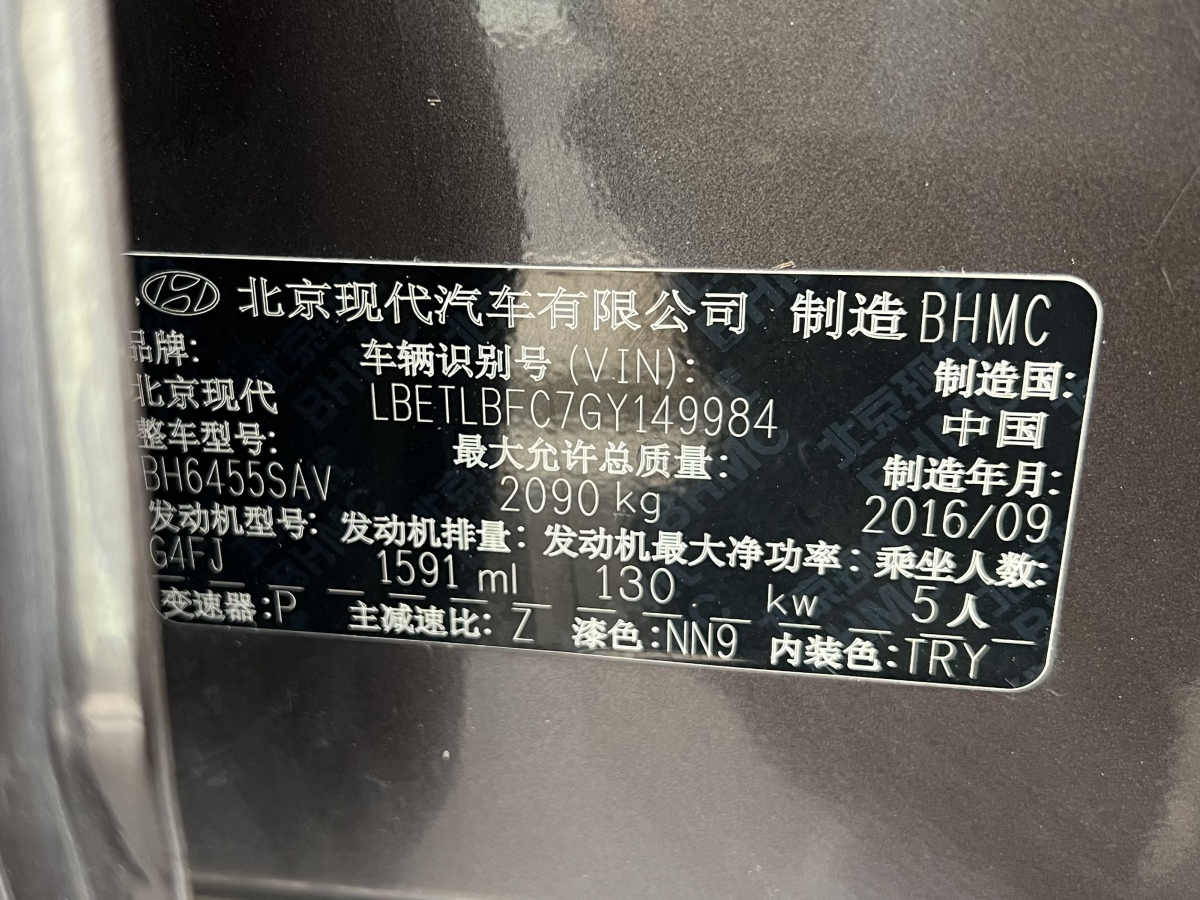 北京现代汽车有限公司 制造 BHMC
品牌: 车辆识别号 (VIN): 制造国:
北京现代 LBETLBFC7GY149984 中国
整车型号: 最大允许总质量: 制造年月:
BH6455SAV 2090 kg 2016/09
发动机型号: 发动机排量: 发动机最大净功率: 乘坐人数:
G4FJ 1591 ml 130 kw 5人
变速器: P 主减速比: Z 漆色: NN9 内装色: TRY